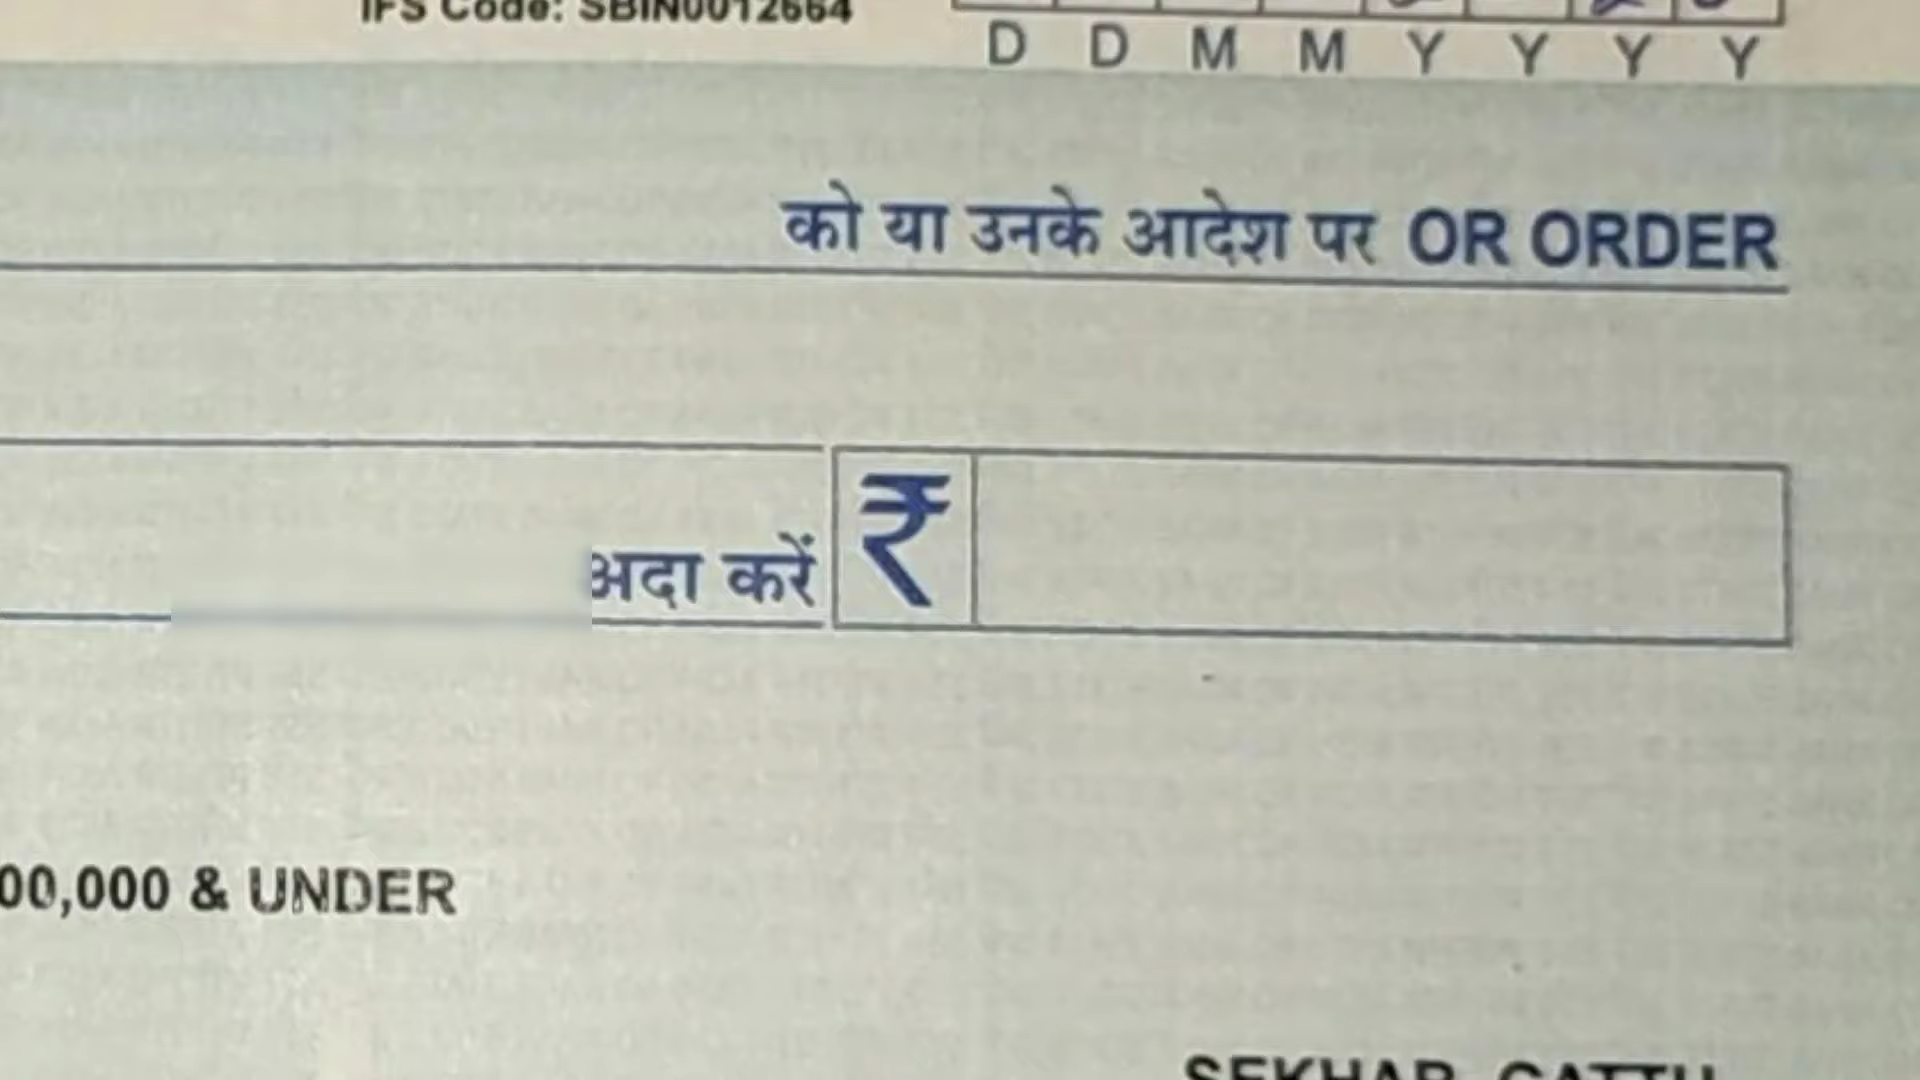 IFS Code: SBIN0012664
D D M M Y Y Y Y
को या उनके आदेश पर OR ORDER
अदा करें ₹
00,000 & UNDER
SEKHAR GATTU